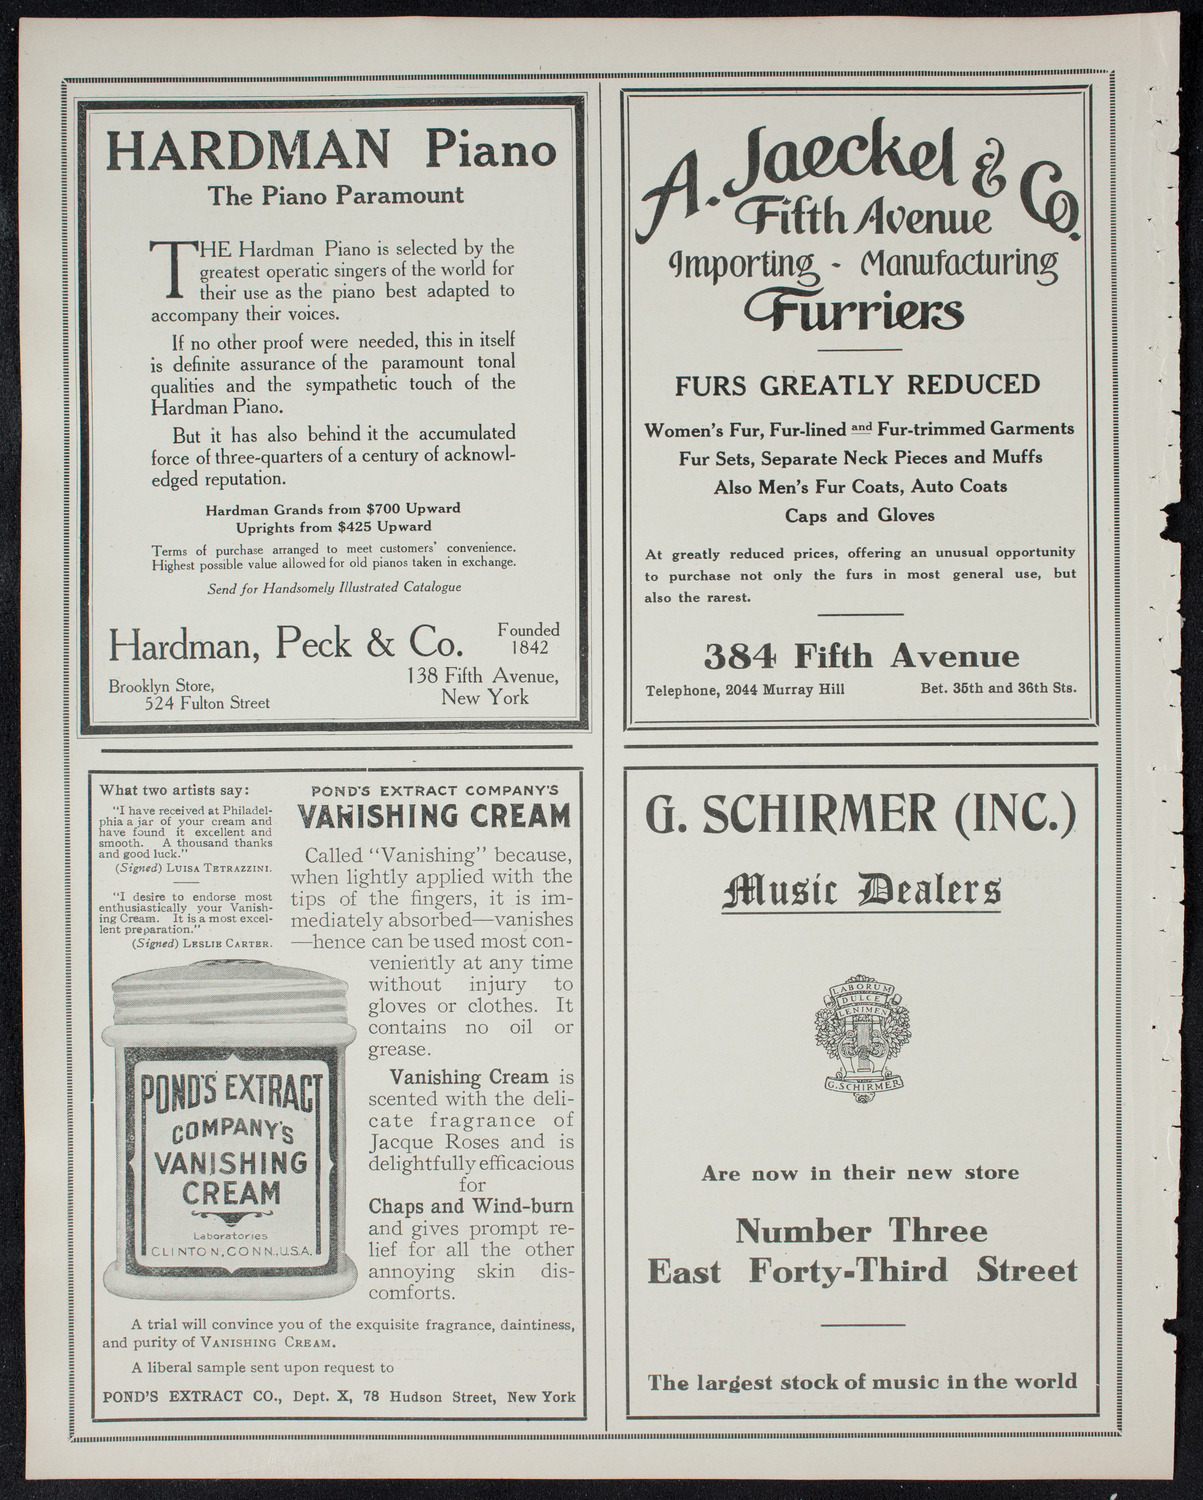 HARDMAN Piano
The Piano Paramount
THE Hardman Piano is selected by the
greatest operatic singers of the world for
their use as the piano best adapted to
accompany their voices.
If no other proof were needed, this in itself
is definite assurance of the paramount tonal
qualities and the sympathetic touch of the
Hardman Piano.
But it has also behind it the accumulated
force of three-quarters of a century of acknowl-
edged reputation.
Hardman Grands from $700 Upward
Uprights from $425 Upward
Terms of purchase arranged to meet customers' convenience.
Highest possible value allowed for old pianos taken in exchange.
Send for Handsomely Illustrated Catalogue
Hardman, Peck & Co.
Founded
1842
138 Fifth Avenue,
New York
Brooklyn Store,
524 Fulton Street
A. Jaeckel & Co.
Fifth Avenue
Importing - Manufacturing
Furriers
FURS GREATLY REDUCED
Women's Fur, Fur-lined and Fur-trimmed Garments
Fur Sets, Separate Neck Pieces and Muffs
Also Men's Fur Coats, Auto Coats
Caps and Gloves
At greatly reduced prices, offering an unusual opportunity
to purchase not only the furs in most general use, but
also the rarest.
384 Fifth Avenue
Telephone, 2044 Murray Hill Bet. 35th and 36th Sts.
What two artists say:
"I have received at Philadel-
phia a jar of your cream and
have found it excellent and
smooth. A thousand thanks
and good luck."
(Signed) LUISA TETRAZZINI.
"I desire to endorse most
enthusiastically your Vanish-
ing Cream. It is a most excel-
lent preparation."
(Signed) LESLIE CARTER.
POND'S EXTRACT COMPANY'S
VANISHING CREAM
Called "Vanishing" because,
when lightly applied with the
tips of the fingers, it is im-
mediately absorbed—vanishes
—hence can be used most con-
veniently at any time
without injury to
gloves or clothes. It
contains no oil or
grease.
Vanishing Cream is
scented with the deli-
cate fragrance of
Jacque Roses and is
delightfully efficacious
for
Chaps and Wind-burn
and gives prompt re-
lief for all the other
annoying skin dis-
comforts.
POND'S EXTRACT
COMPANY'S
VANISHING
CREAM
Laboratories
CLINTON, CONN., U.S.A.
A trial will convince you of the exquisite fragrance, daintiness,
and purity of VANISHING CREAM.
A liberal sample sent upon request to
POND'S EXTRACT CO., Dept. X, 78 Hudson Street, New York
G. SCHIRMER (INC.)
Music Dealers
LABORUM
DULCE
LENIMEN
G. SCHIRMER
Are now in their new store
Number Three
East Forty-Third Street
The largest stock of music in the world